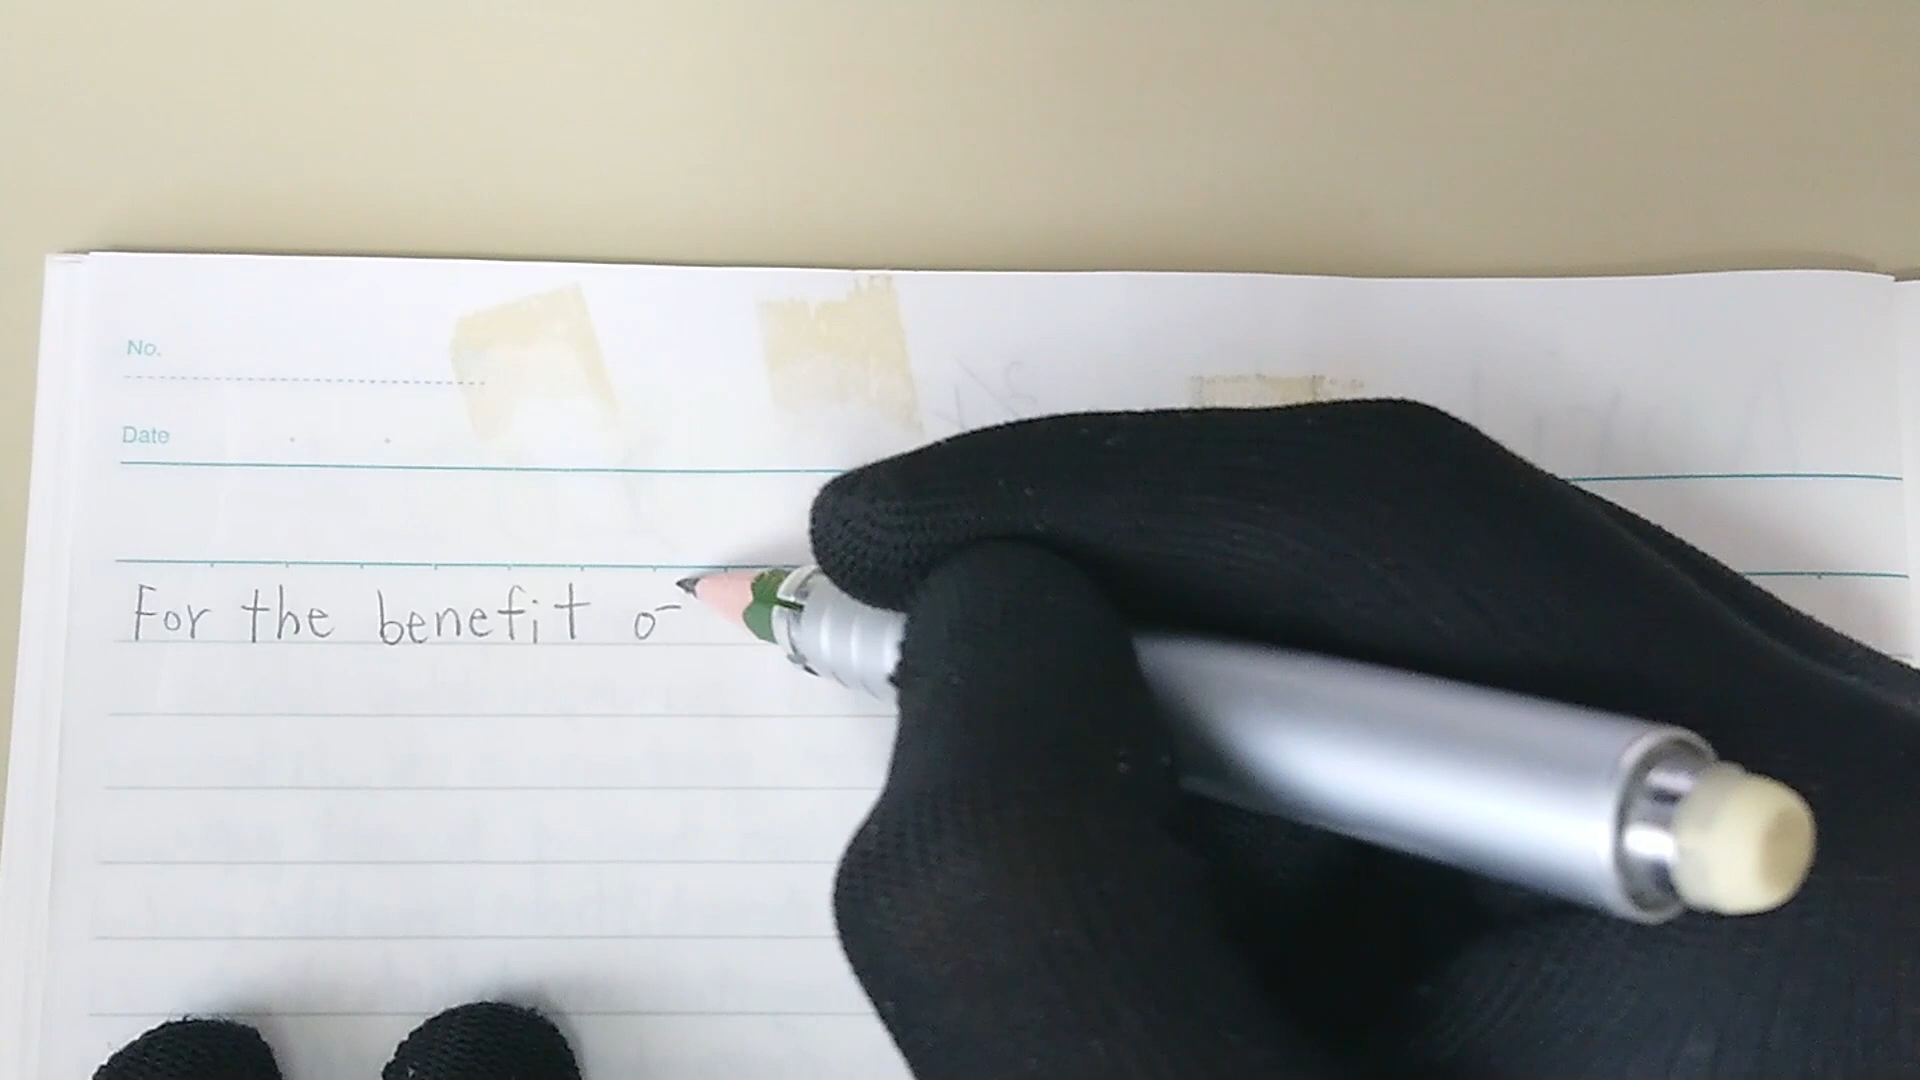 No.
Date
For the benefit o